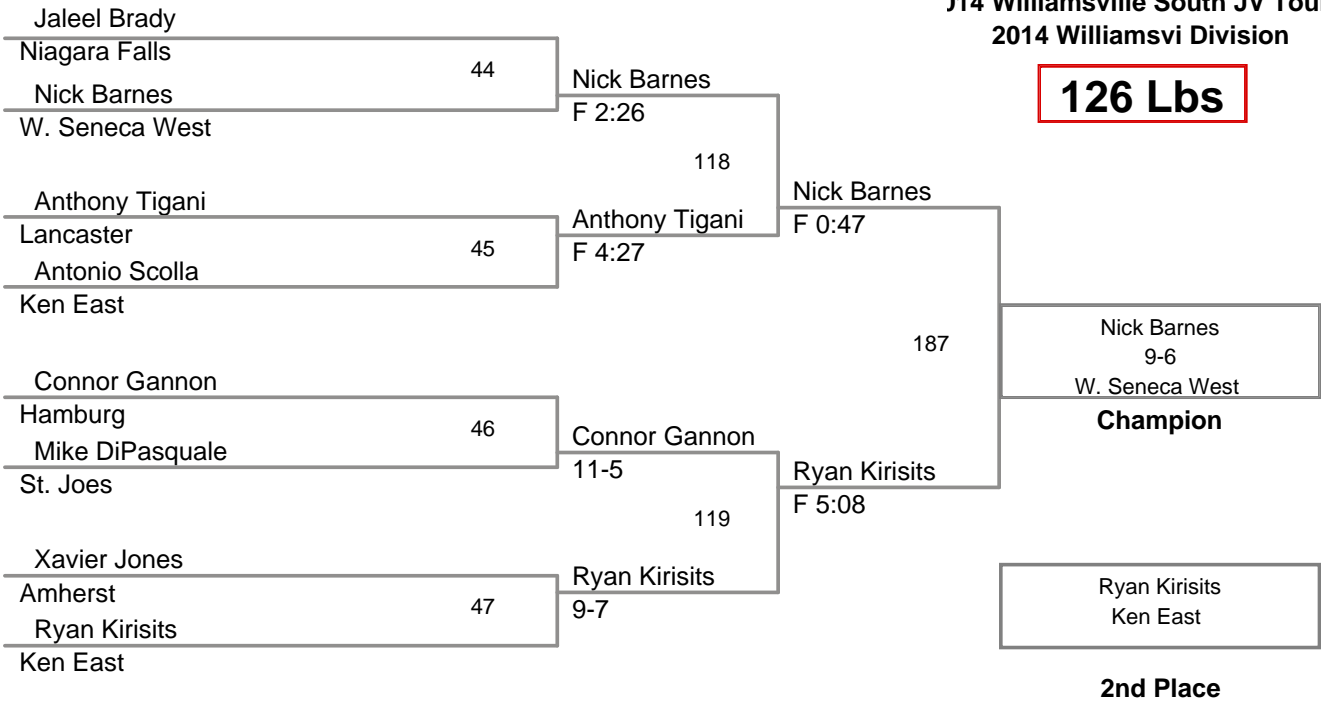 Williamsville South JV
2014 Williamsvi Division
126 Lbs
Jaleel Brady
Niagara Falls
44
Nick Barnes
W. Seneca West
Nick Barnes
F 2:26
118
Anthony Tigani
Lancaster
45
Antonio Scolla
Ken East
Anthony Tigani
F 4:27
Nick Barnes
F 0:47
187
Connor Gannon
Hamburg
46
Mike DiPasquale
St. Joes
Connor Gannon
11-5
119
Xavier Jones
Amherst
47
Ryan Kirisits
Ken East
Ryan Kirisits
9-7
Ryan Kirisits
F 5:08
Nick Barnes
9-6
W. Seneca West
Champion
Ryan Kirisits
Ken East
2nd Place